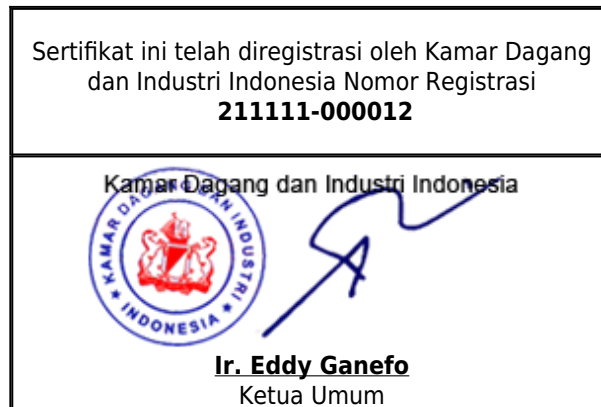 Sertifikat ini telah diregistrasi oleh Kamar Dagang
dan Industri Indonesia Nomor Registrasi
211111-000012
Kamar Dagang dan Industri Indonesia
KAMAR DAGANG DAN INDUSTRI
INDONESIA
Ir. Eddy Ganefo
Ketua Umum